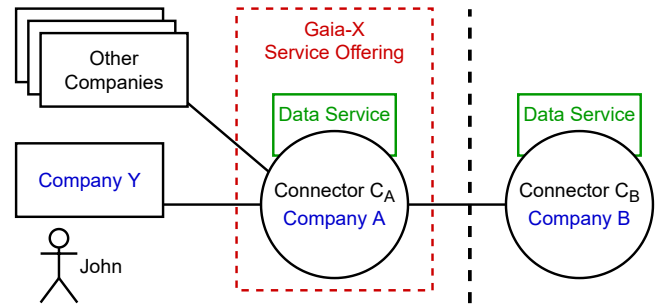 Gaia-X
Service Offering
Other
Companies
Data Service
Data Service
Company Y
Connector CA
Company A
Connector CB
Company B
John